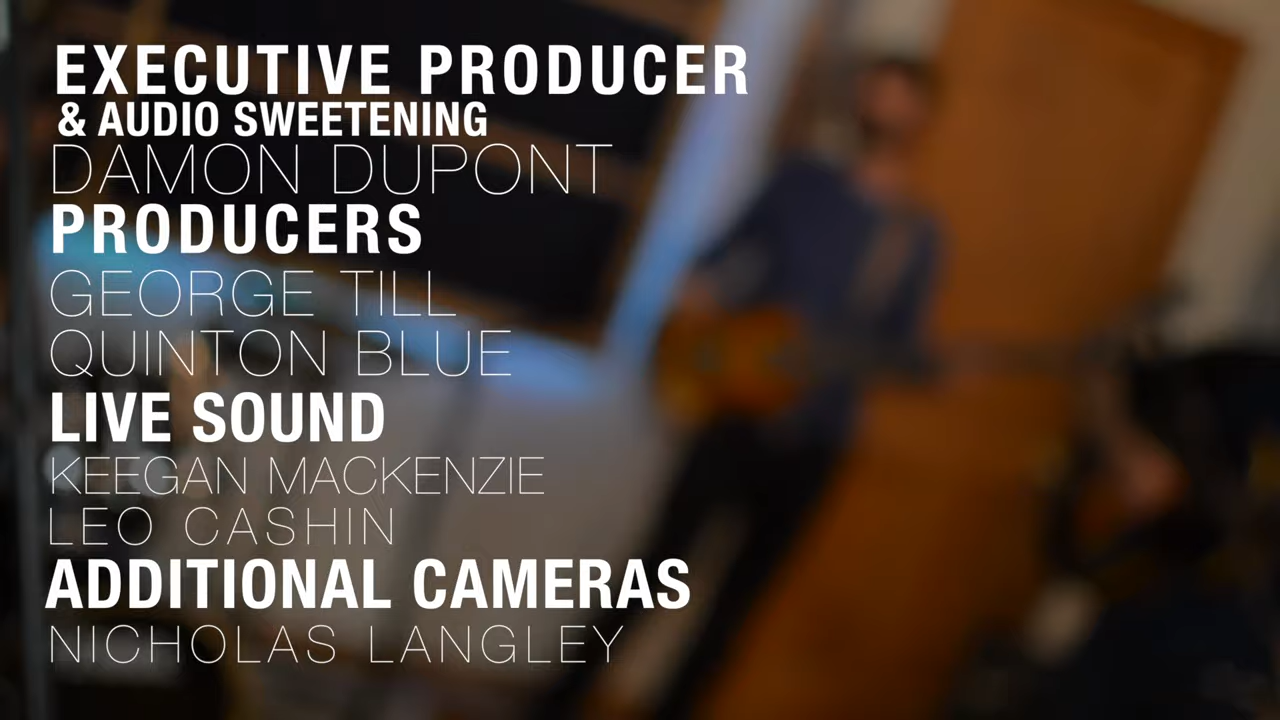 EXECUTIVE PRODUCER
& AUDIO SWEETENING
DAMON DUPONT
PRODUCERS
GEORGE TILL
QUINTON BLUE
LIVE SOUND
KEEGAN MACKENZIE
LEO CASHIN
ADDITIONAL CAMERAS
NICHOLAS LANGLEY